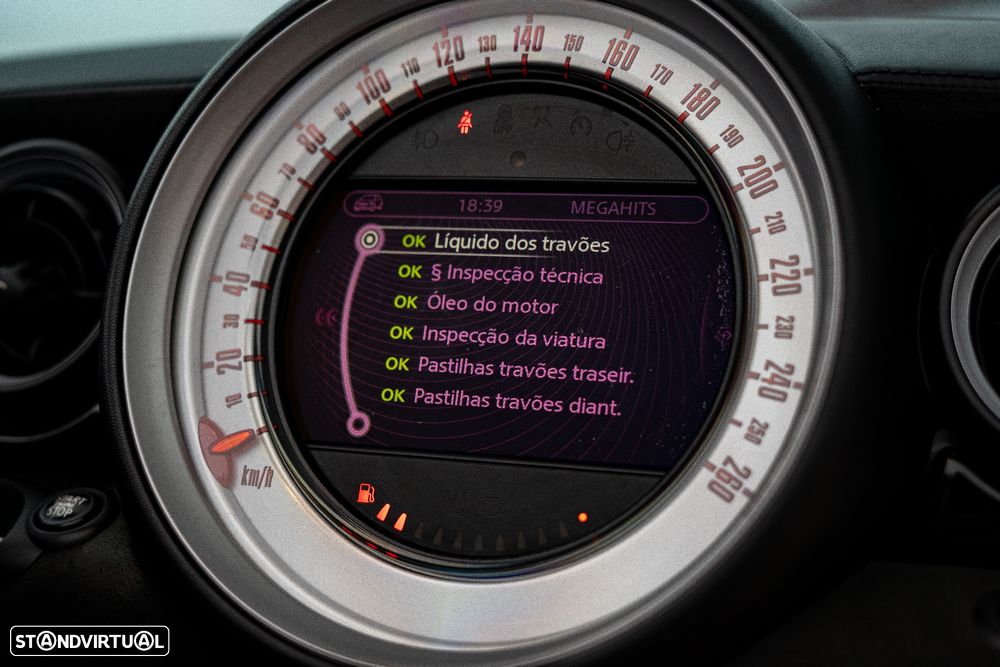 10
20
30
40
50
60
70
80
90
100
110
120
130
140
150
160
170
180
190
200
210
220
230
240
250
260
km/h
18:39 MEGAHITS
OK Líquido dos travões
OK § Inspecção técnica
OK Óleo do motor
OK Inspecção da viatura
OK Pastilhas travões traseir.
OK Pastilhas travões diant.
START
STOP
STANDVIRTUAL